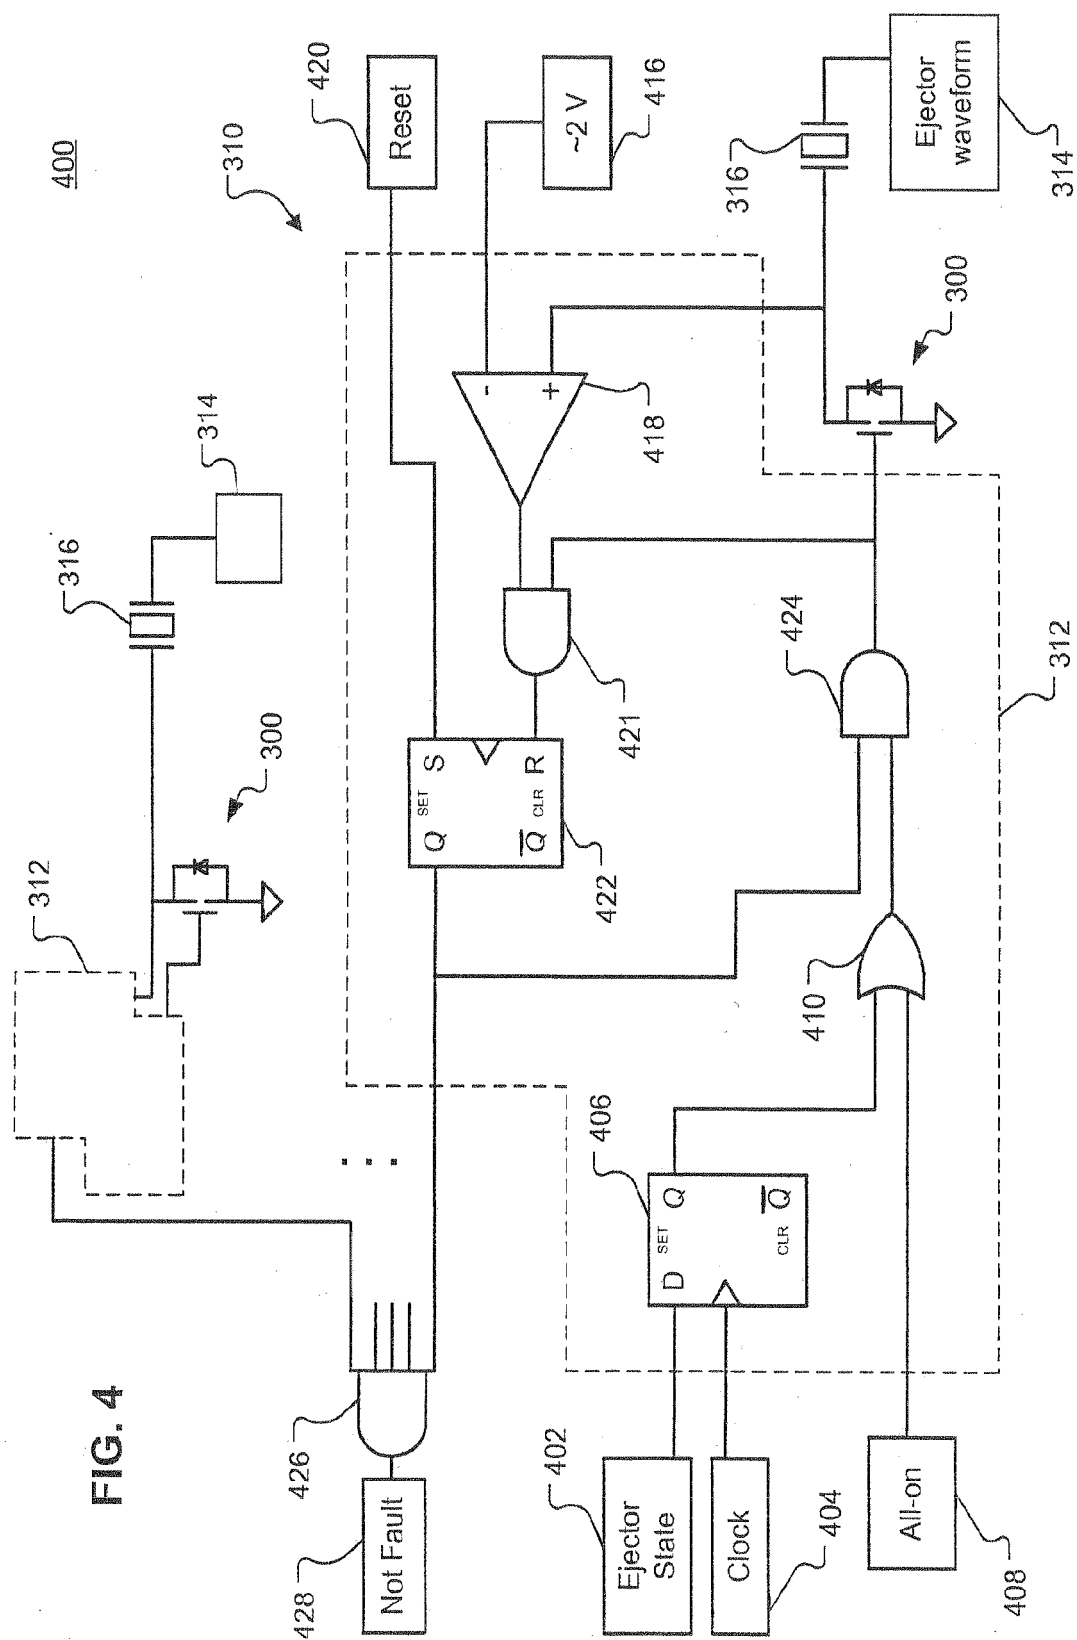 FIG. 4
400
312
316
314
300
310
420
Reset
~2 V
416
-
+
418
421
Q
SET
S
Q
CLR
R
422
316
Ejector
waveform
314
300
424
312
410
406
D
SET
Q
CLR
Q
426
Not Fault
428
402
Ejector
State
Clock
404
All-on
408